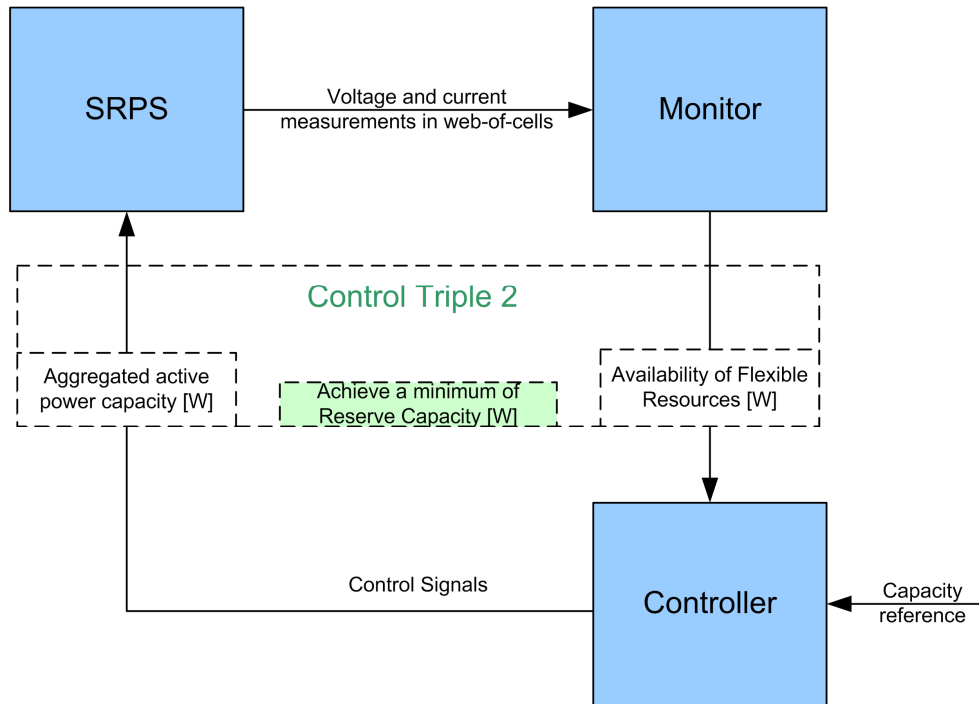 SRPS
Voltage and current
measurements in web-of-cells
Monitor
Control Triple 2
Aggregated active
power capacity [W]
Achieve a minimum of
Reserve Capacity [W]
Availability of Flexible
Resources [W]
Control Signals
Controller
Capacity
reference